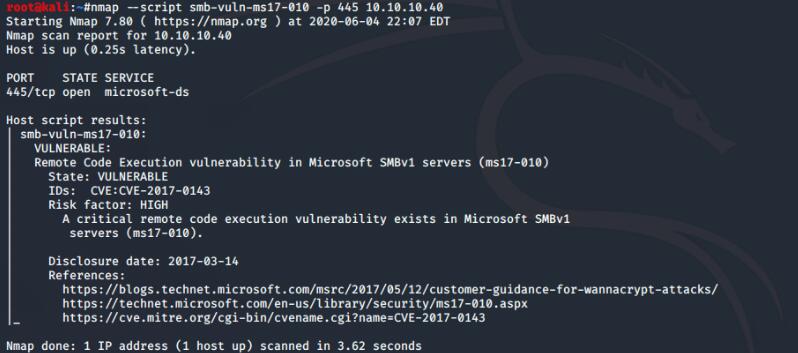 root@kali:~#nmap --script smb-vuln-ms17-010 -p 445 10.10.10.40
Starting Nmap 7.80 ( https://nmap.org ) at 2020-06-04 22:07 EDT
Nmap scan report for 10.10.10.40
Host is up (0.25s latency).
PORT    STATE SERVICE
445/tcp open  microsoft-ds
Host script results:
| smb-vuln-ms17-010:
|   VULNERABLE:
|   Remote Code Execution vulnerability in Microsoft SMBv1 servers (ms17-010)
|     State: VULNERABLE
|     IDs:  CVE:CVE-2017-0143
|     Risk factor: HIGH
|       A critical remote code execution vulnerability exists in Microsoft SMBv1
|        servers (ms17-010).
|
|     Disclosure date: 2017-03-14
|     References:
|       https://blogs.technet.microsoft.com/msrc/2017/05/12/customer-guidance-for-wannacrypt-attacks/
|       https://technet.microsoft.com/en-us/library/security/ms17-010.aspx
|_      https://cve.mitre.org/cgi-bin/cvename.cgi?name=CVE-2017-0143
Nmap done: 1 IP address (1 host up) scanned in 3.62 seconds